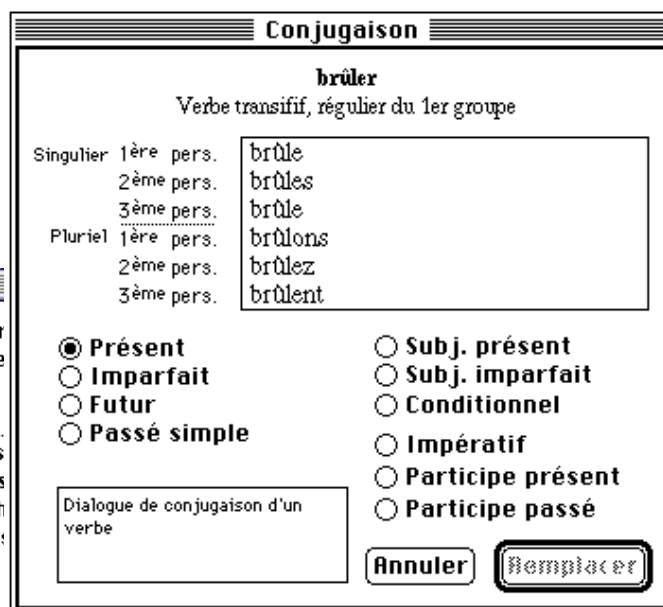 Conjugaison
brûler
Verbe transifif, régulier du 1er groupe
Singulier 1ère pers. brûle
2ème pers. brûles
3ème pers. brûle
Pluriel 1ère pers. brûlons
2ème pers. brûlez
3ème pers. brûlent
Présent
Imparfait
Futur
Passé simple
Subj. présent
Subj. imparfait
Conditionnel
Impératif
Participe présent
Participe passé
Dialogue de conjugaison d'un
verbe
Annuler
Remplacer